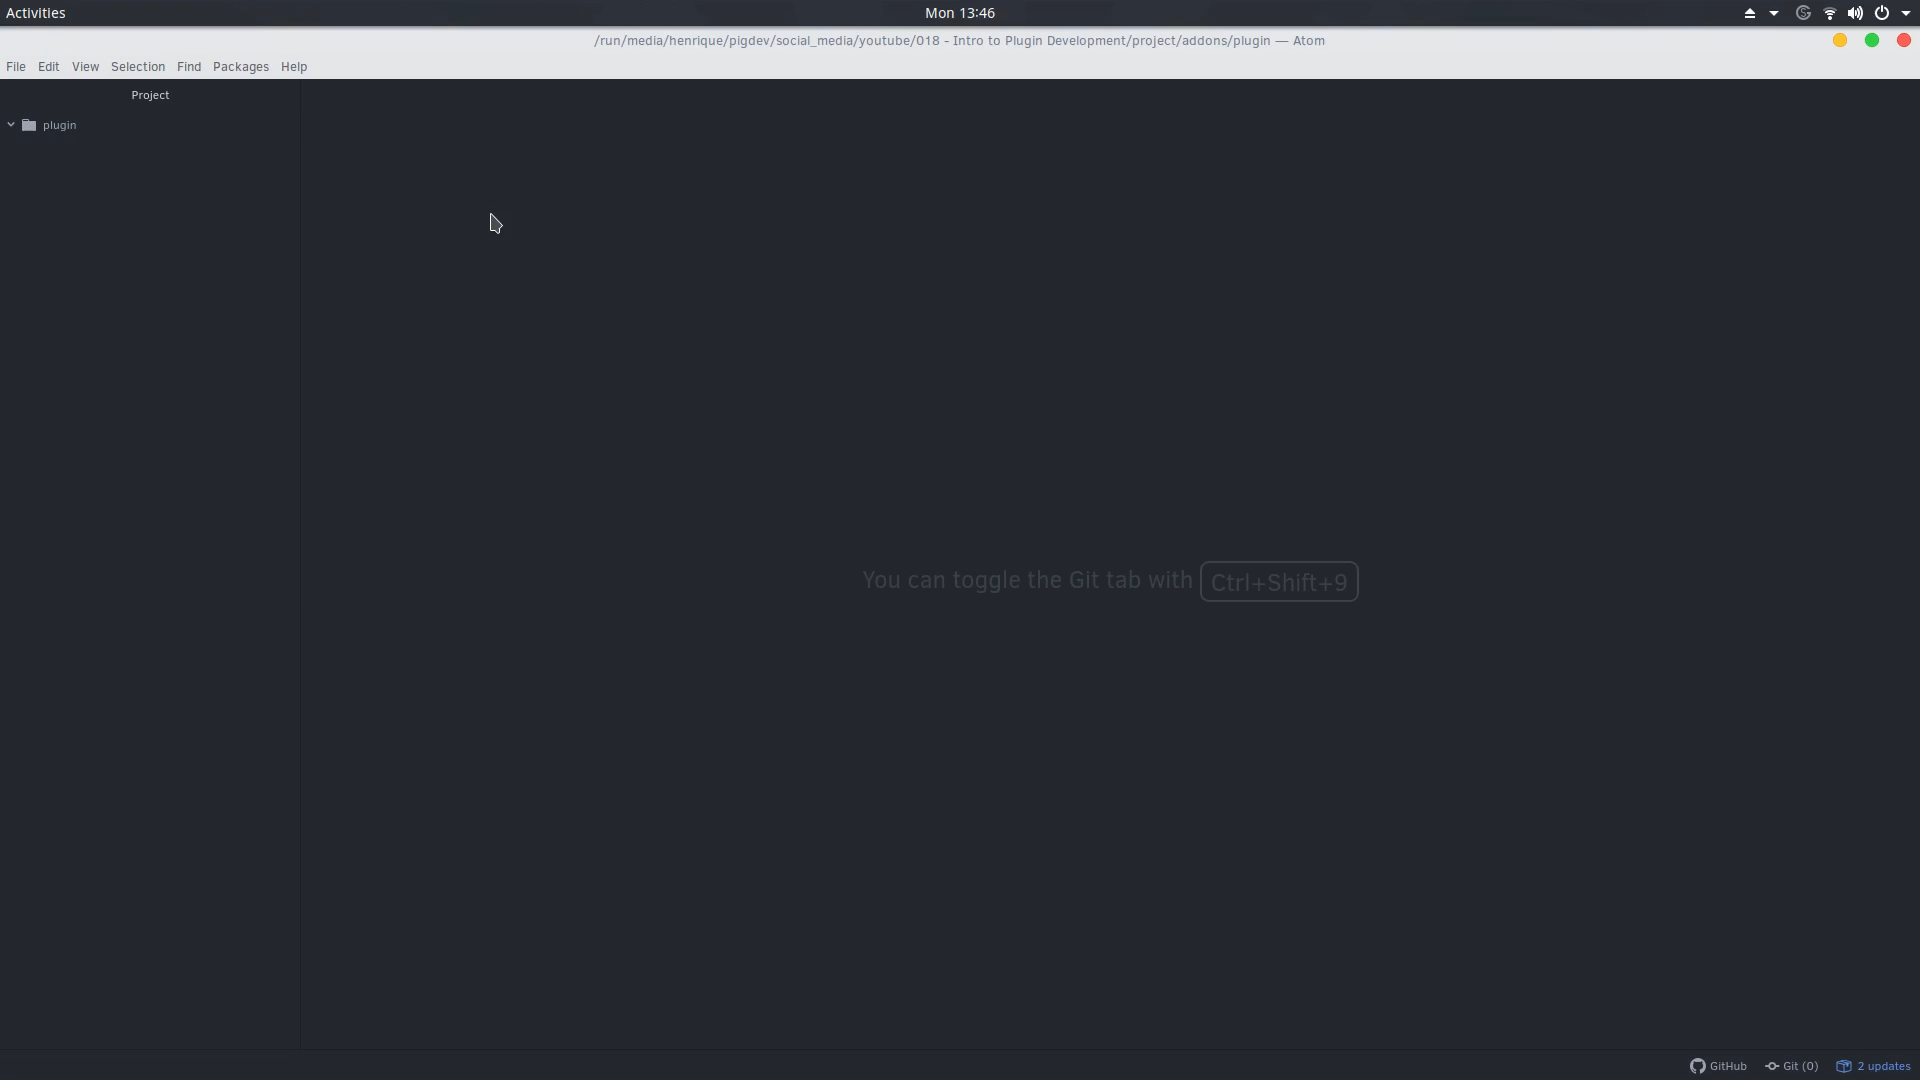 Activities
Mon 13:46
/run/media/henrique/pigdev/social_media/youtube/018 - Intro to Plugin Development/project/addons/plugin — Atom
File Edit View Selection Find Packages Help
Project
plugin
You can toggle the Git tab with Ctrl+Shift+9
GitHub Git (0) 2 updates